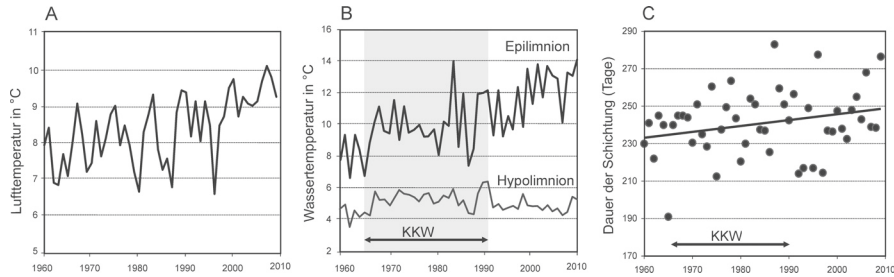 A
Lufttemperatur in °C
11
10
9
8
7
6
5
1960 1970 1980 1990 2000 2010
B
Wassertempperatur in °C
16
14
12
10
8
6
4
2
Epilimnion
Hypolimnion
KKW
1960 1970 1980 1990 2000 2010
C
Dauer der Schichtung (Tage)
290
270
250
230
210
190
170
KKW
1960 1970 1980 1990 2000 2010